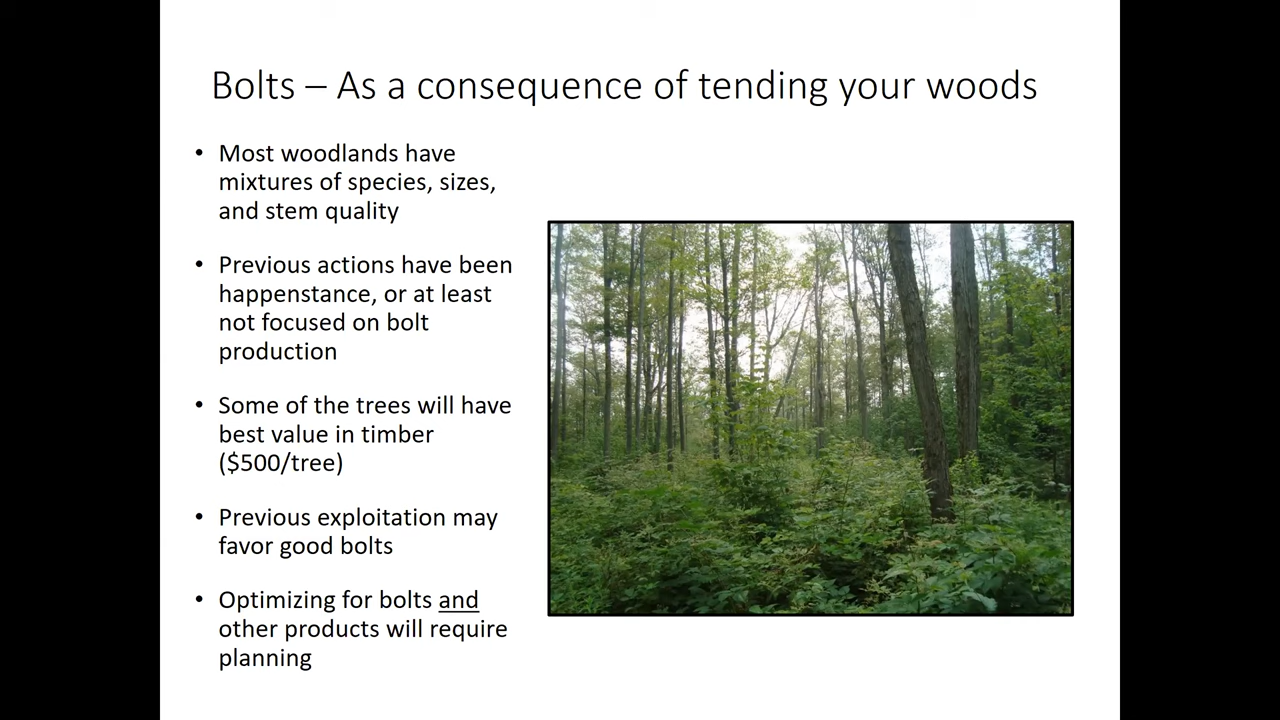 Bolts – As a consequence of tending your woods
• Most woodlands have
mixtures of species, sizes,
and stem quality
• Previous actions have been
happenstance, or at least
not focused on bolt
production
• Some of the trees will have
best value in timber
($500/tree)
• Previous exploitation may
favor good bolts
• Optimizing for bolts and
other products will require
planning